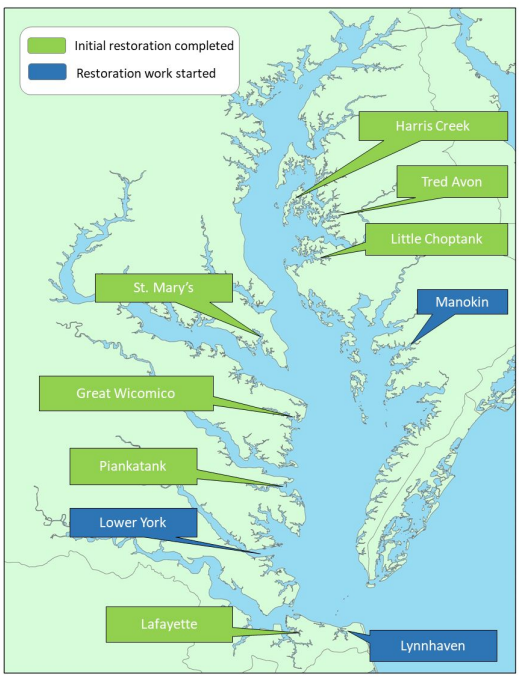 Initial restoration completed
Restoration work started
Harris Creek
Tred Avon
Little Choptank
St. Mary's
Manokin
Great Wicomico
Piankatank
Lower York
Lafayette
Lynnhaven